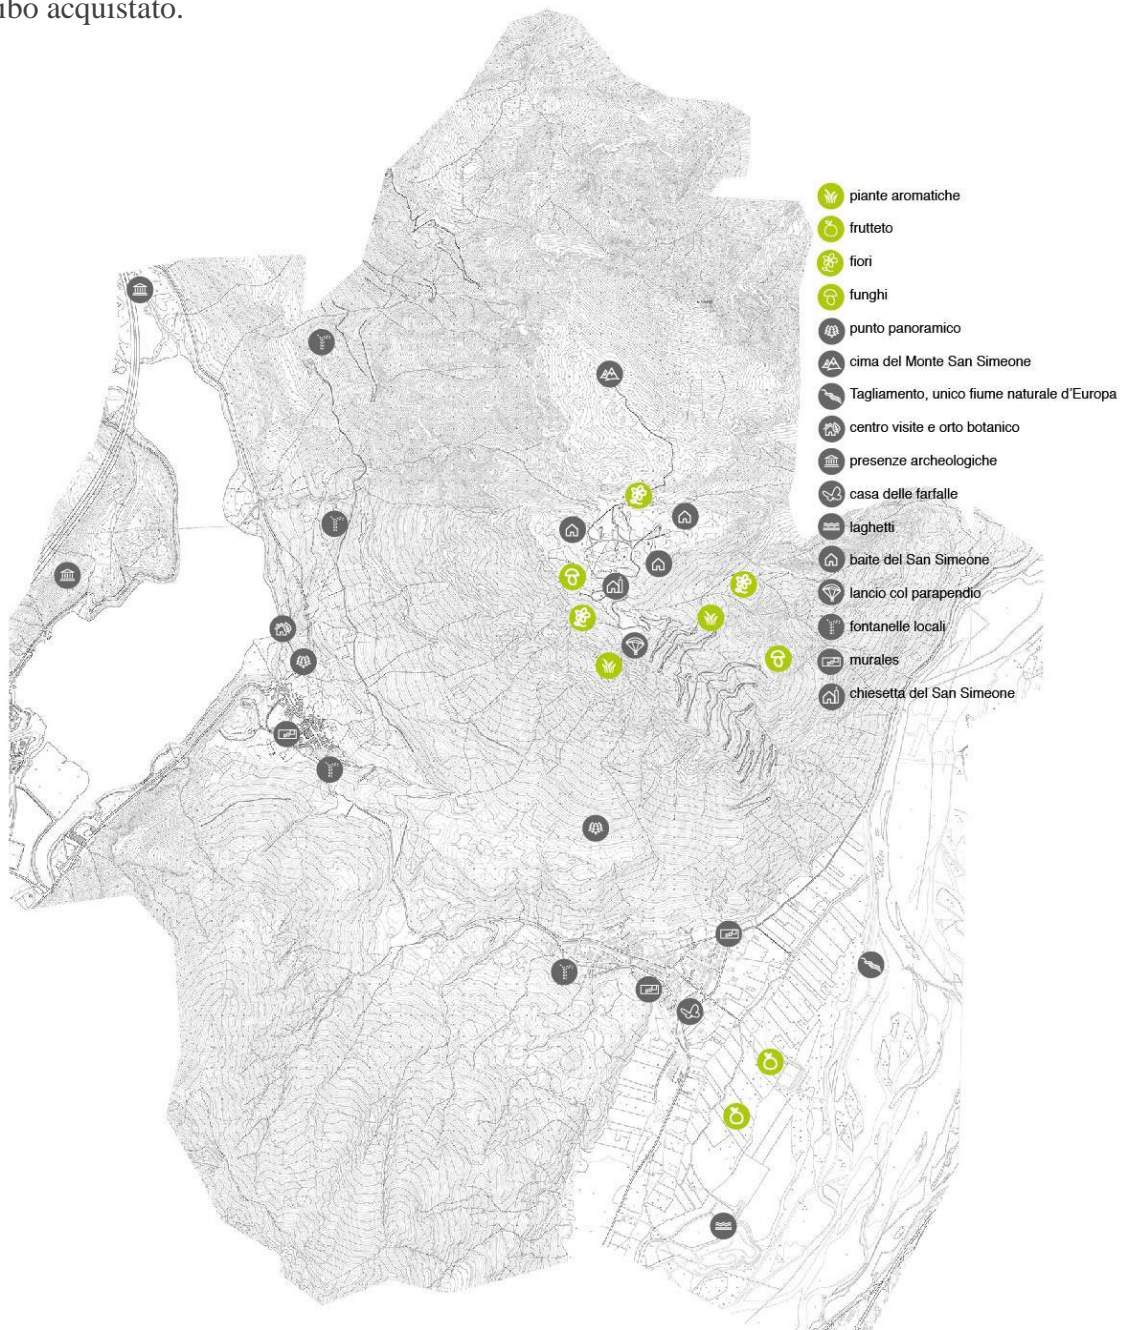 ibo acquistato.
piante aromatiche
frutteto
fiori
funghi
punto panoramico
cima del Monte San Simeone
Tagliamento, unico fiume naturale d'Europa
centro visite e orto botanico
presenze archeologiche
casa delle farfalle
laghetti
baite del San Simeone
lancio col parapendio
fontanelle locali
murales
chiesetta del San Simeone